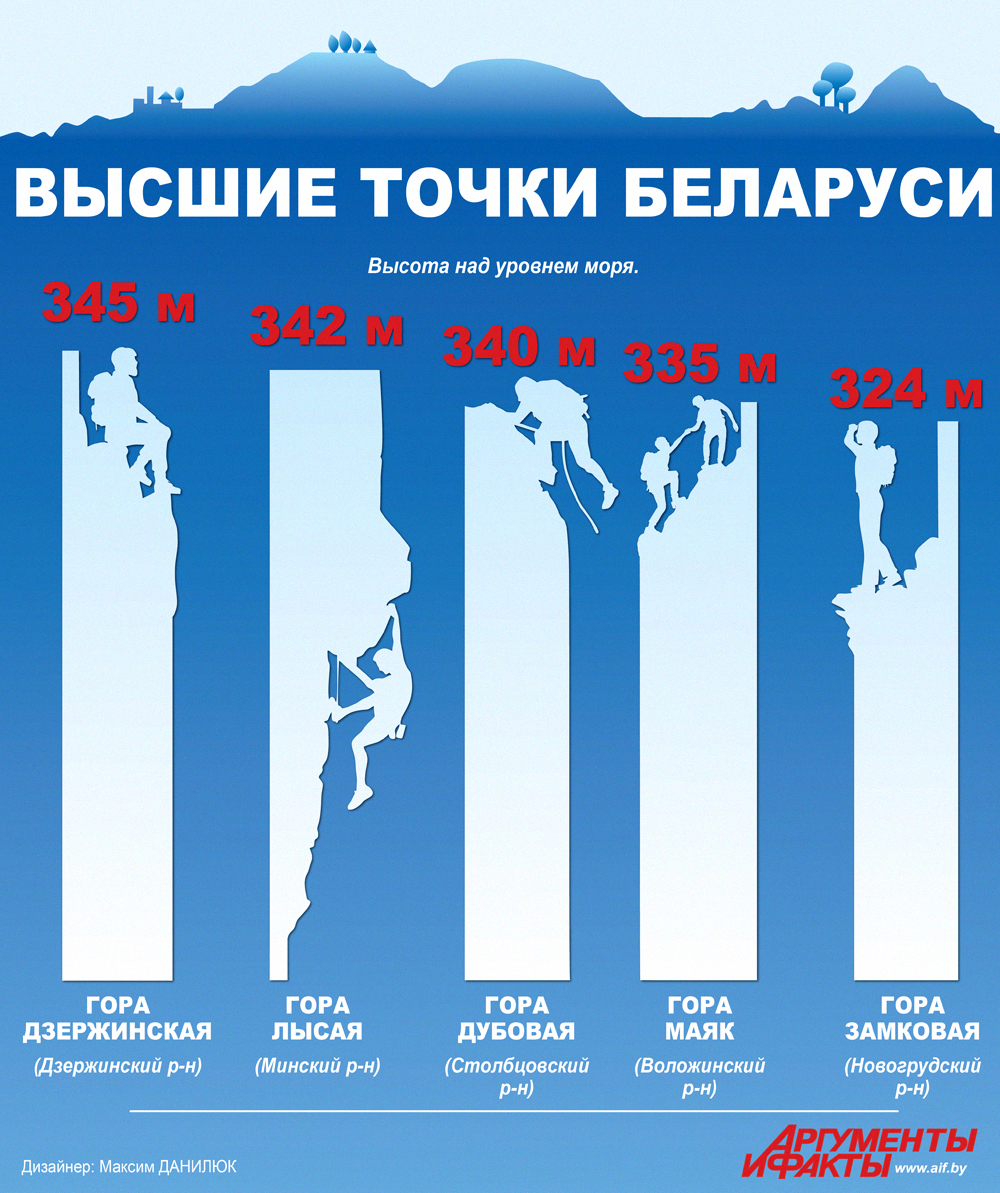 ВЫСШИЕ ТОЧКИ БЕЛАРУСИ
Высота над уровнем моря.
345 м
342 м
340 м
335 м
324 м
ГОРА
ДЗЕРЖИНСКАЯ
(Дзержинский р-н)
ГОРА
ЛЫСАЯ
(Минский р-н)
ГОРА
ДУБОВАЯ
(Столбцовский
р-н)
ГОРА
МАЯК
(Воложинский
р-н)
ГОРА
ЗАМКОВАЯ
(Новогрудский
р-н)
Дизайнер: Максим ДАНИЛЮК
АРГУМЕНТЫ
И ФАКТЫ www.aif.by